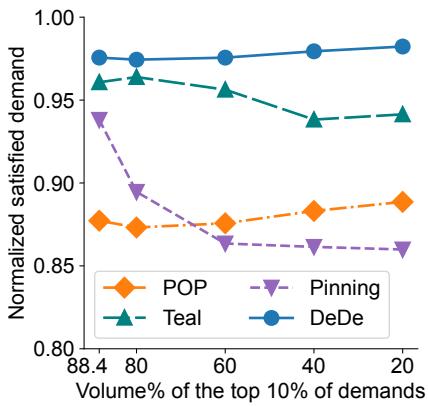 Normalized satisfied demand
1.00
0.95
0.90
0.85
0.80
POP
Pinning
Teal
DeDe
88.4 80 60 40 20
Volume% of the top 10% of demands